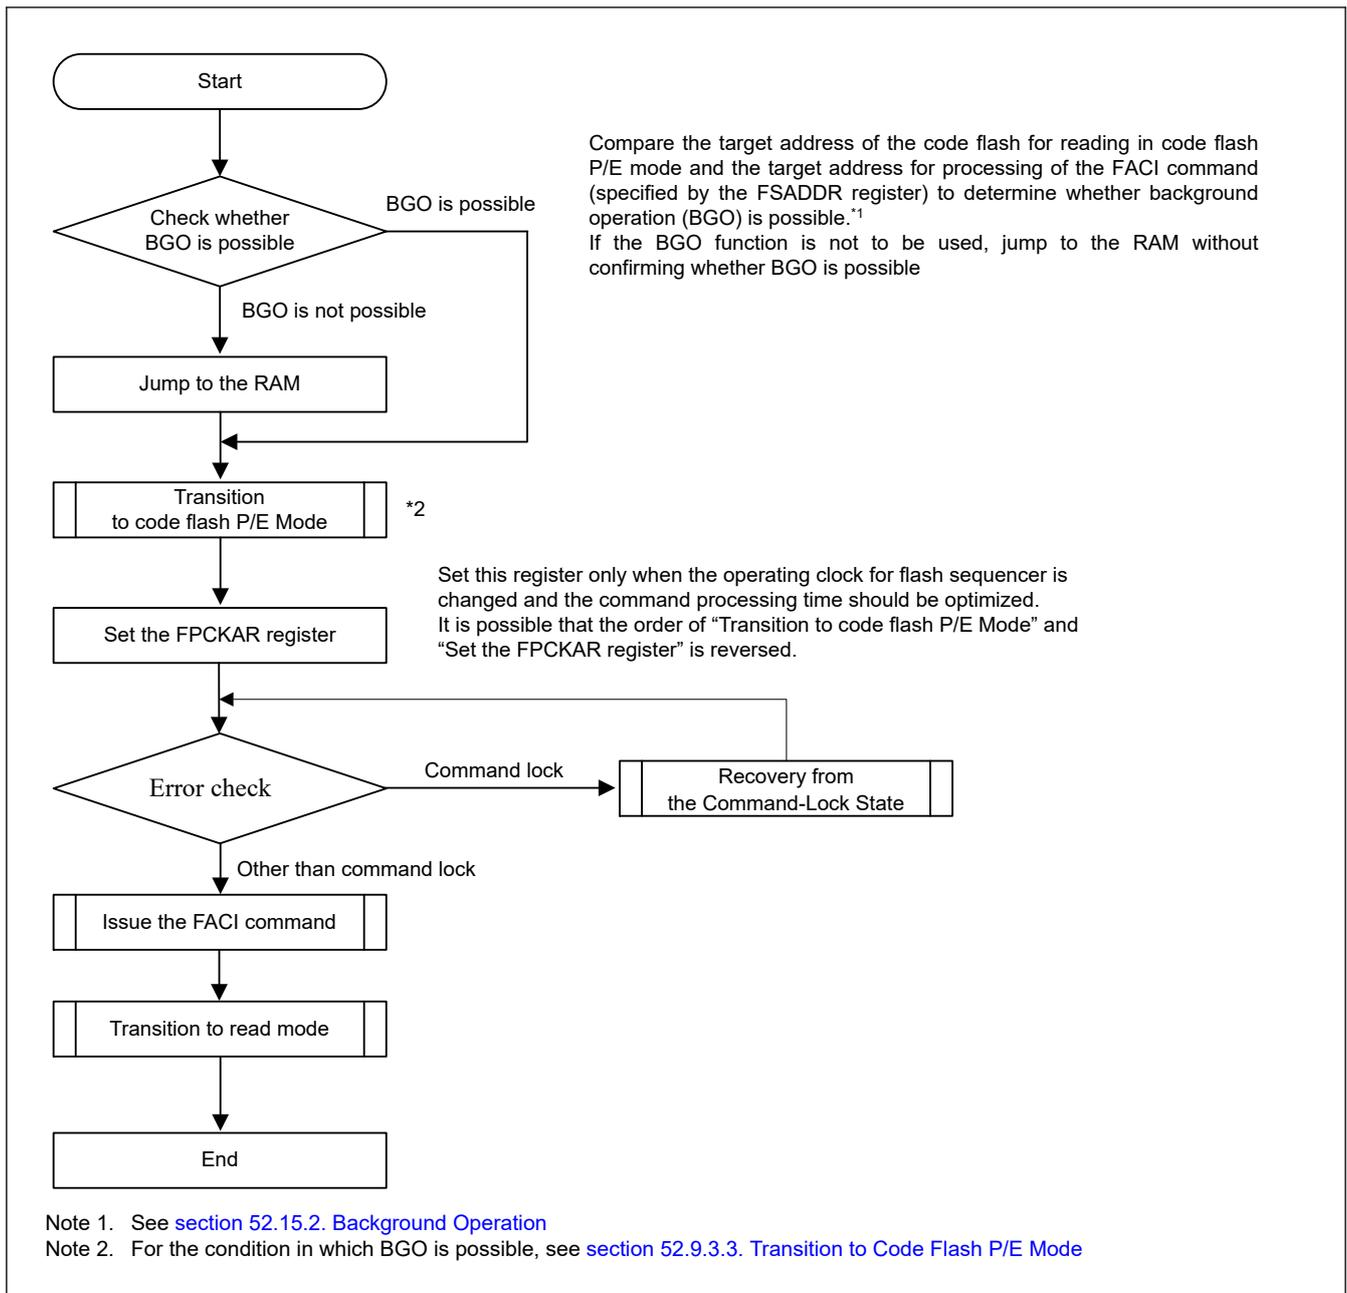 Start
Compare the target address of the code flash for reading in code flash
P/E mode and the target address for processing of the FACI command
(specified by the FSADDR register) to determine whether background
operation (BGO) is possible.*1
If the BGO function is not to be used, jump to the RAM without
confirming whether BGO is possible
BGO is possible
Check whether
BGO is possible
BGO is not possible
Jump to the RAM
Transition
to code flash P/E Mode
*2
Set this register only when the operating clock for flash sequencer is
changed and the command processing time should be optimized.
It is possible that the order of “Transition to code flash P/E Mode” and
“Set the FPCKAR register” is reversed.
Set the FPCKAR register
Error check
Command lock
Recovery from
the Command-Lock State
Other than command lock
Issue the FACI command
Transition to read mode
End
Note 1. See section 52.15.2. Background Operation
Note 2. For the condition in which BGO is possible, see section 52.9.3.3. Transition to Code Flash P/E Mode